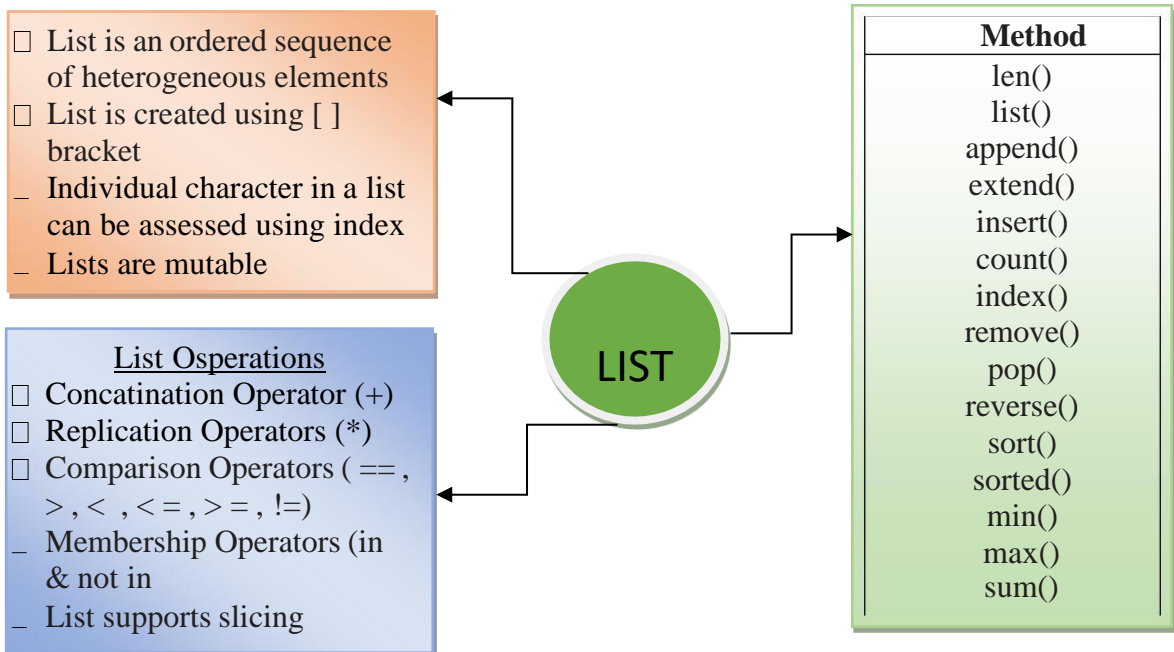 □ List is an ordered sequence
of heterogeneous elements
□ List is created using [ ]
bracket
_ Individual character in a list
can be assessed using index
_ Lists are mutable
List Osperations
□ Concatination Operator (+)
□ Replication Operators (*)
□ Comparison Operators ( == ,
> , < , < = , > = , !=)
_ Membership Operators (in
& not in
_ List supports slicing
LIST
Method
len()
list()
append()
extend()
insert()
count()
index()
remove()
pop()
reverse()
sort()
sorted()
min()
max()
sum()